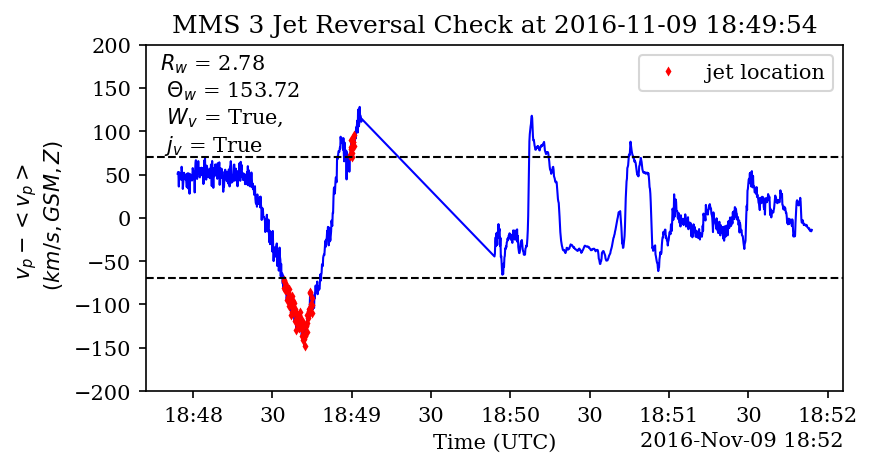 MMS 3 Jet Reversal Check at 2016-11-09 18:49:54
R_w = 2.78
Θ_w = 153.72
W_v = True,
j_v = True
jet location
200
150
100
50
0
−50
−100
−150
−200
v_p − < v_p >
(km/s, GSM, Z)
18:48 30 18:49 30 18:50 30 18:51 30 18:52
Time (UTC)
2016-Nov-09 18:52